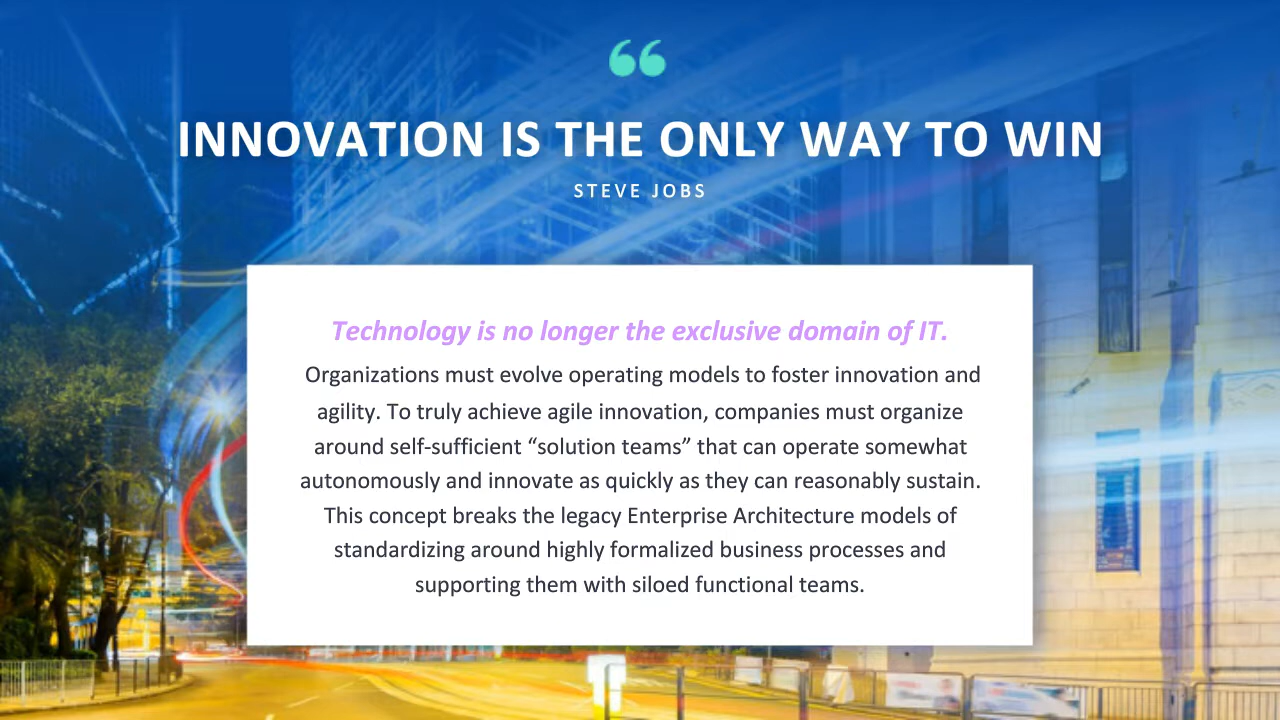 “
INNOVATION IS THE ONLY WAY TO WIN
STEVE JOBS
Technology is no longer the exclusive domain of IT.
Organizations must evolve operating models to foster innovation and
agility. To truly achieve agile innovation, companies must organize
around self-sufficient “solution teams” that can operate somewhat
autonomously and innovate as quickly as they can reasonably sustain.
This concept breaks the legacy Enterprise Architecture models of
standardizing around highly formalized business processes and
supporting them with siloed functional teams.